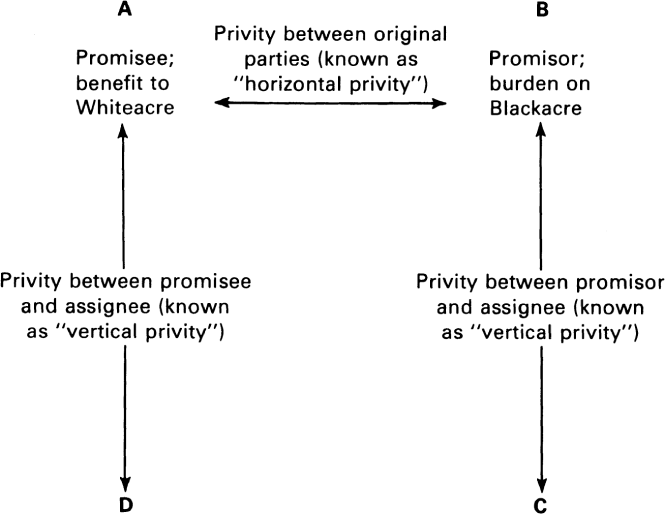 A
B
Promisee;
benefit to
Whiteacre
Privity between original
parties (known as
"horizontal privity")
Promisor;
burden on
Blackacre
Privity between promisee
and assignee (known
as "vertical privity")
Privity between promisor
and assignee (known
as "vertical privity")
D
C